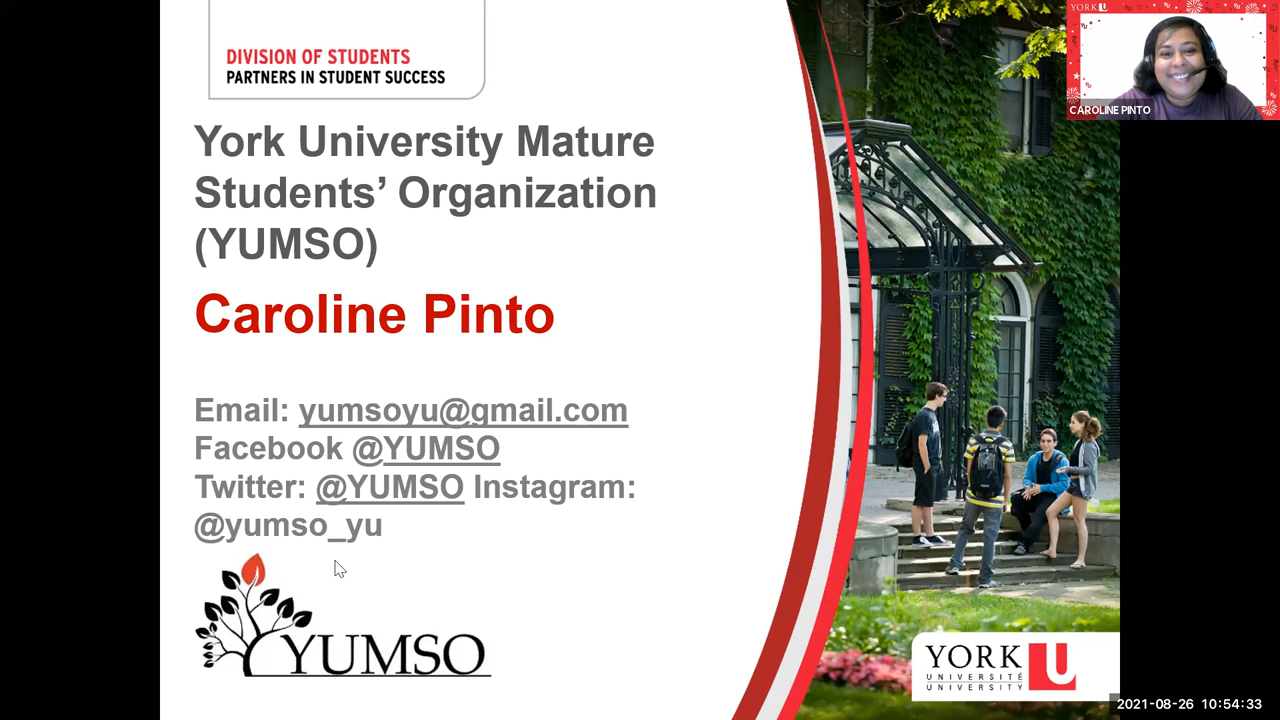 DIVISION OF STUDENTS
PARTNERS IN STUDENT SUCCESS
York University Mature
Students’ Organization
(YUMSO)
Caroline Pinto
Email: yumsoyu@gmail.com
Facebook @YUMSO
Twitter: @YUMSO Instagram:
@yumso_yu
YUMSO
YORK U
CAROLINE PINTO
YORK U
UNIVERSITÉ
UNIVERSITY
2021-08-26 10:54:33